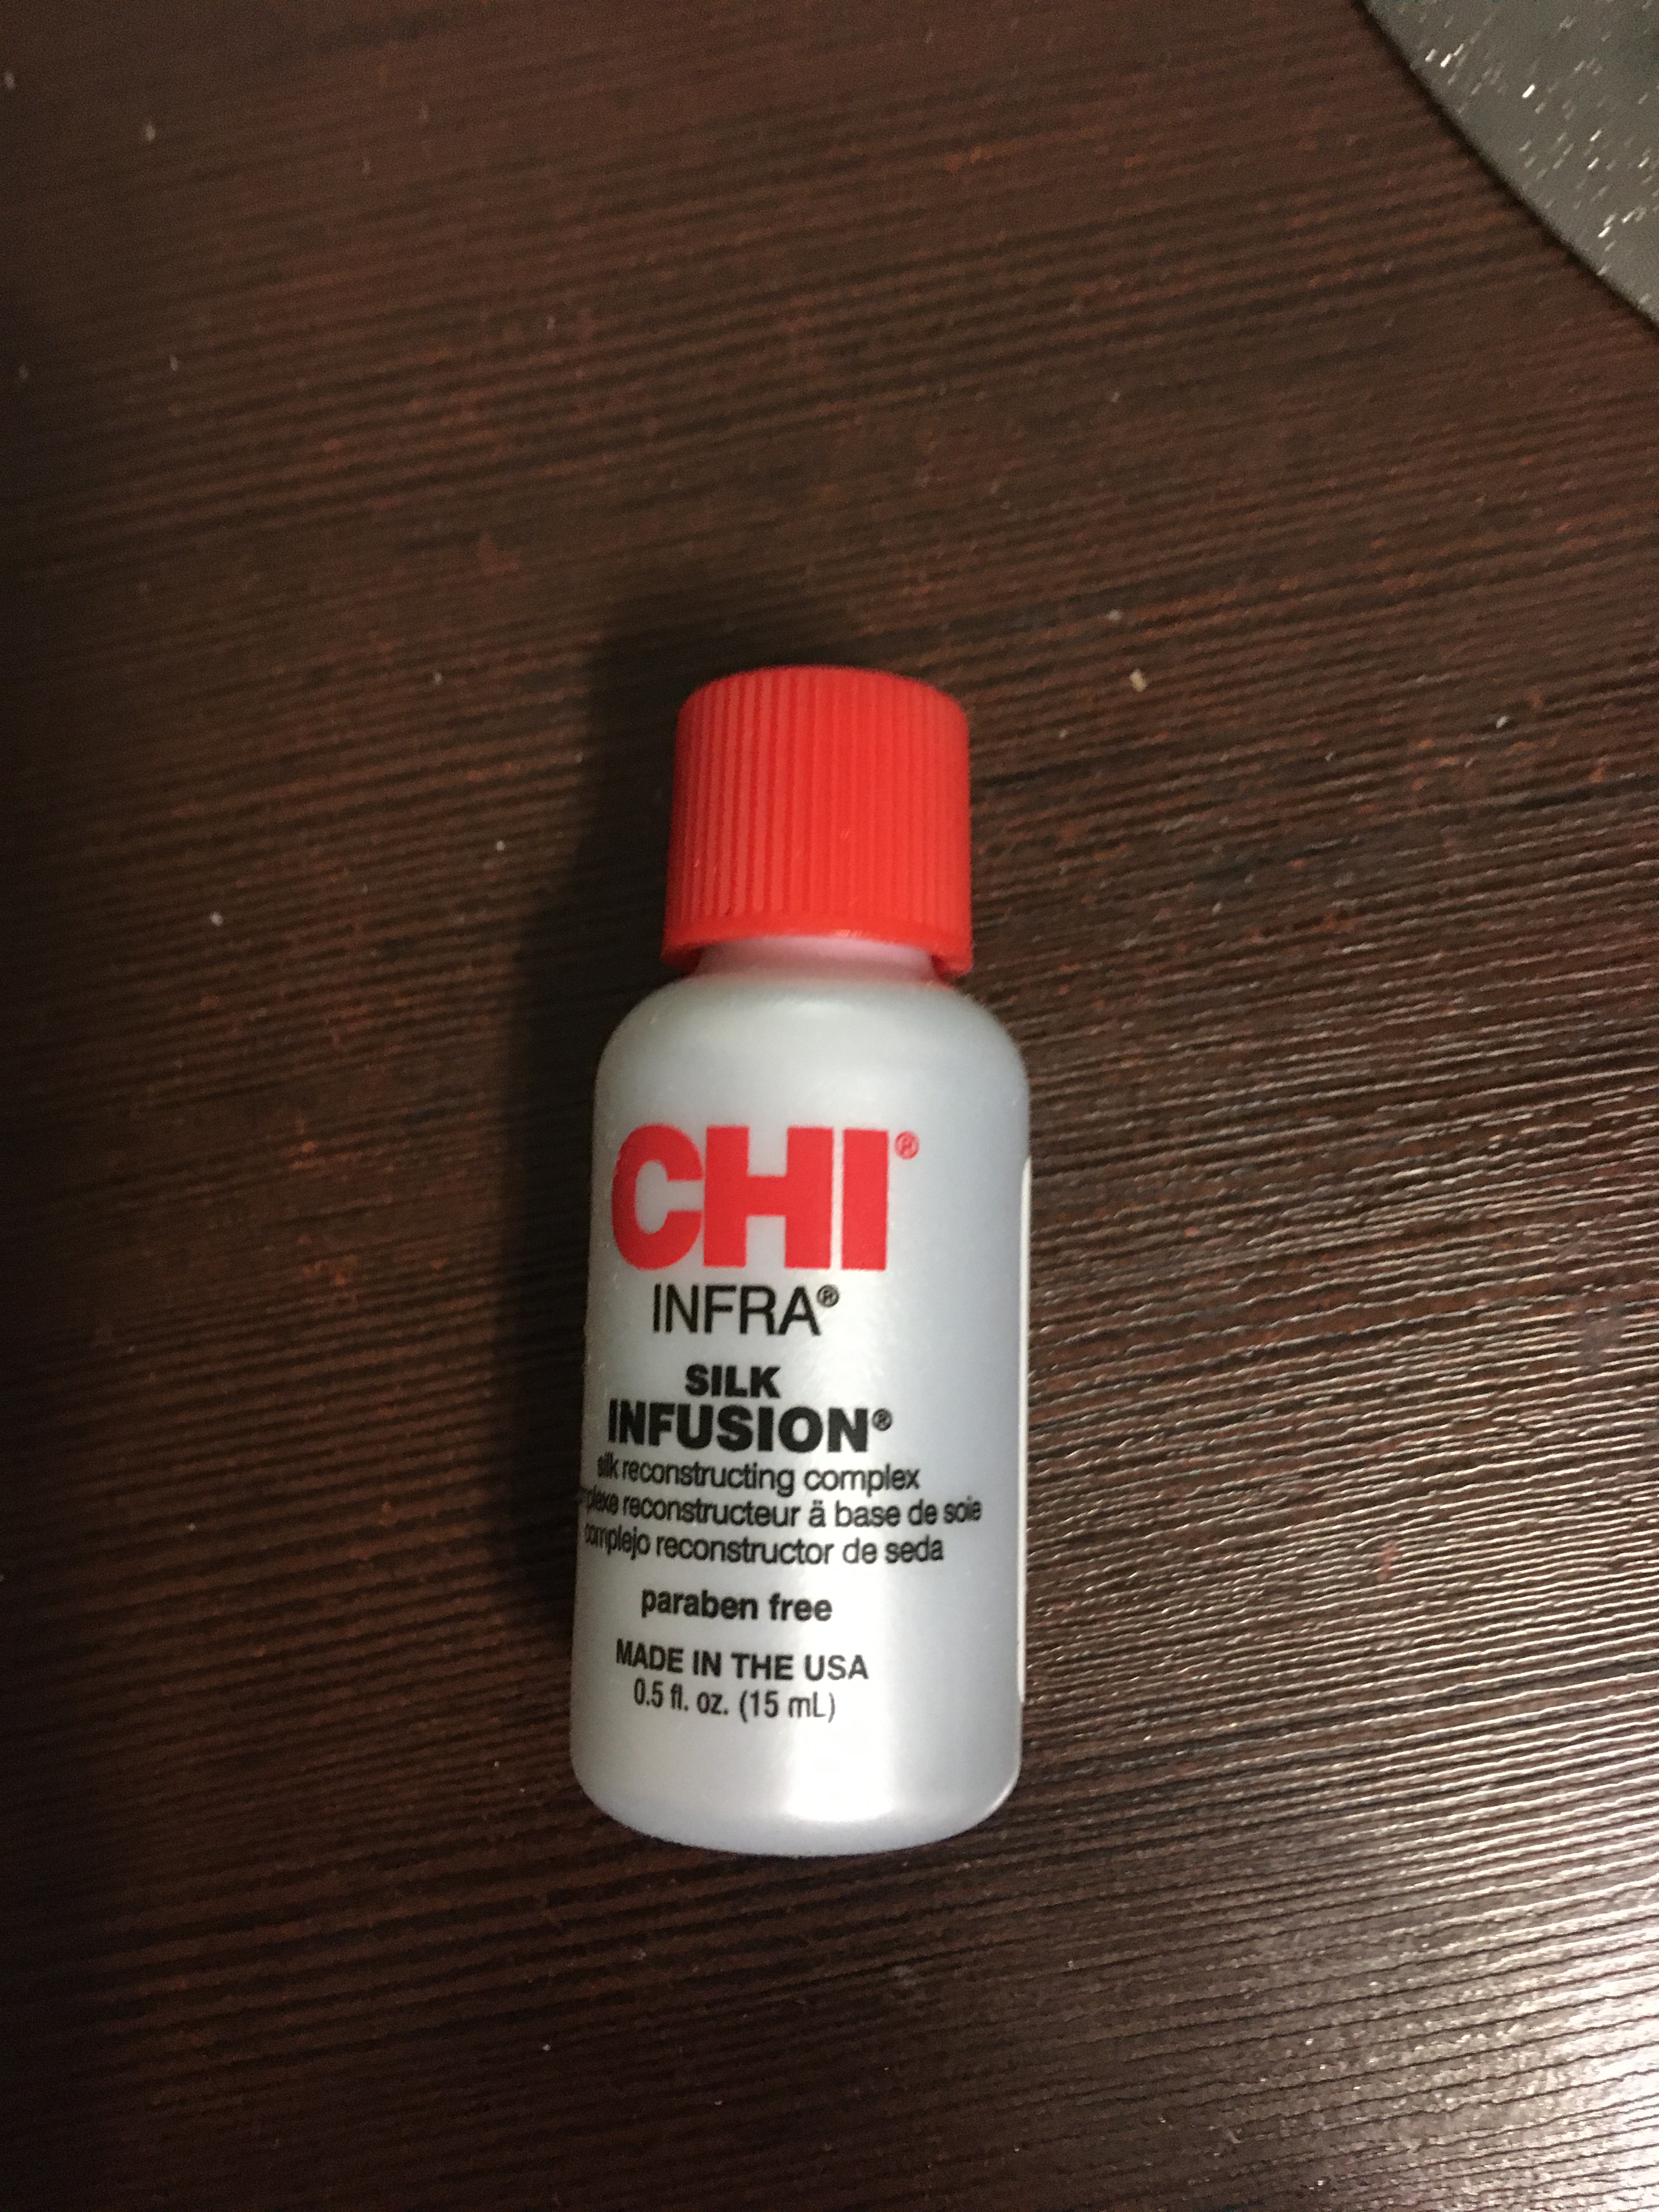 CHI®
INFRA®
SILK
INFUSION®
silk reconstructing complex
reconstructeur ä base de soie
complejo reconstructor de seda
paraben free
MADE IN THE USA
0.5 fl. oz. (15 mL)